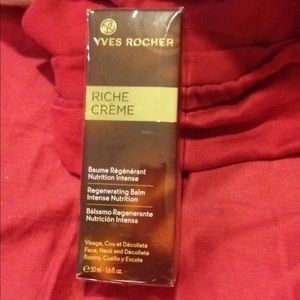 YVES ROCHER
RICHE
CRÈME
Baume Régénérant
Nutrition Intense
Regenerating Balm
Intense Nutrition
Bálsamo Regenerante
Nutrición Intensa
Visage, Cou et Décolleté
Face, Neck and Décolleté
Rostro, Cuello y Escote
e 50 ml - 1.6 fl. oz.